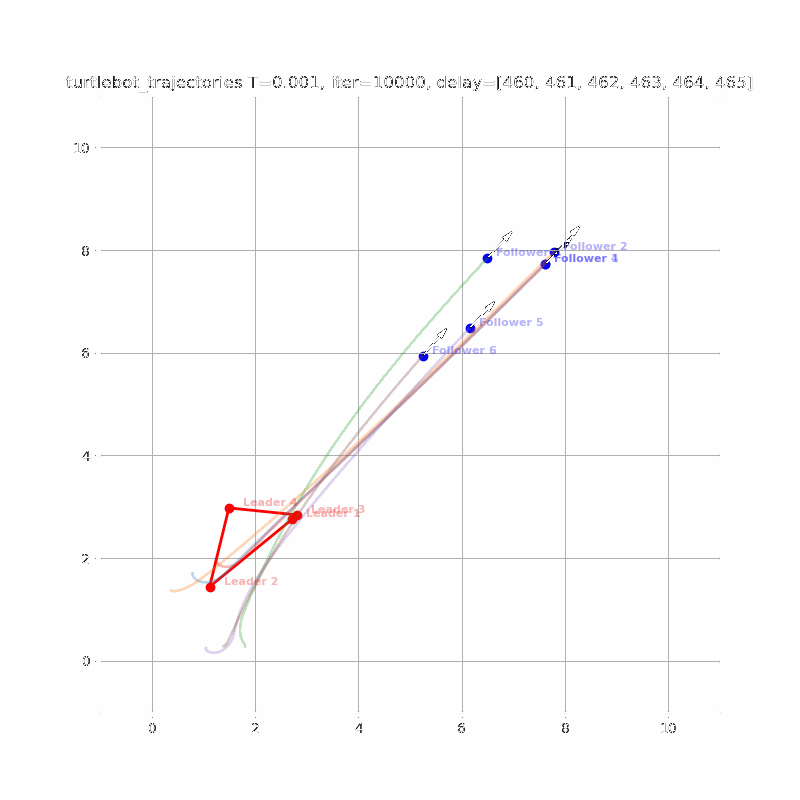 turtlebot_trajectories T=0.001, iter=10000, delay=[460, 461, 462, 463, 464, 465]
10
8
6
4
2
0
Follower 2
Follower
Follower 4
Follower 5
Follower 6
Leader 4
Leader 3
Leader 1
Leader 2
0 2 4 6 8 10